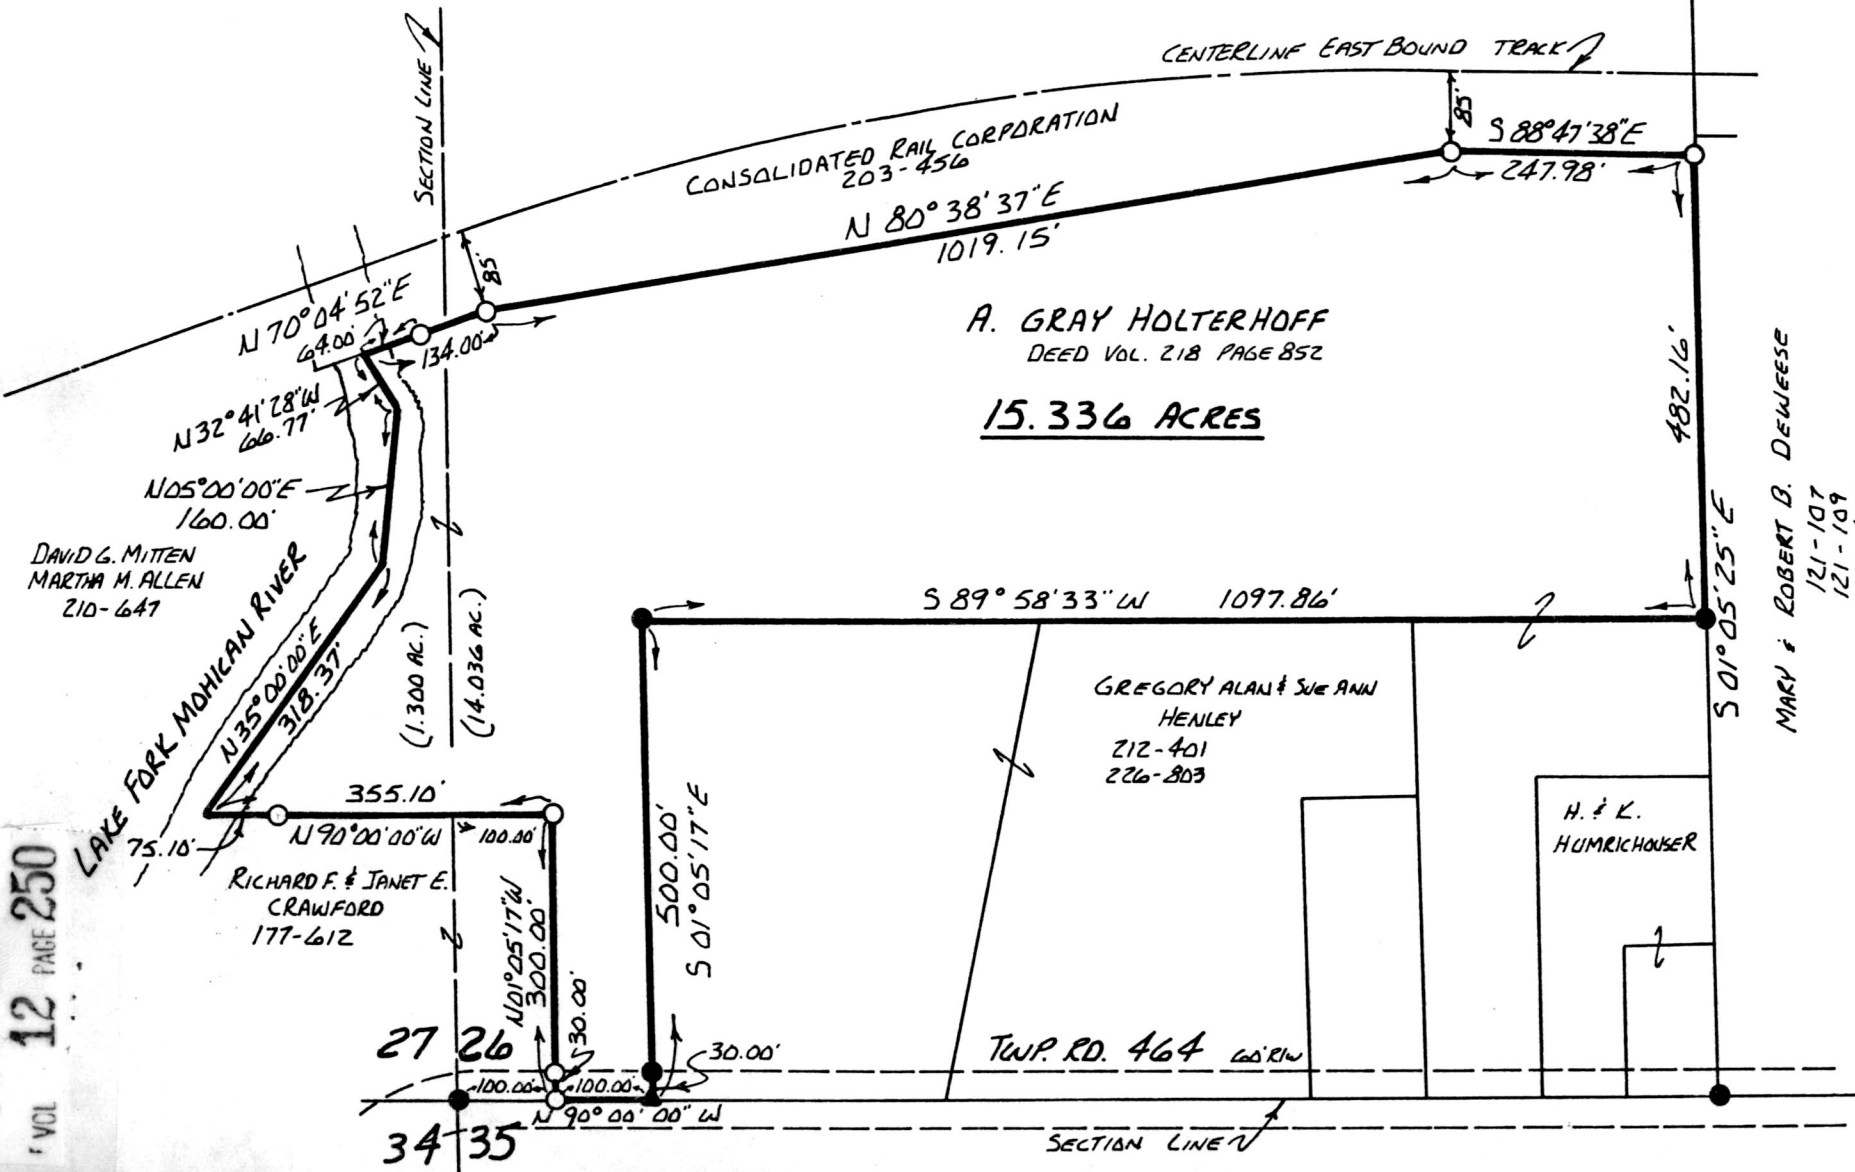 SECTION LINE
CENTERLINE EAST BOUND TRACK
85'
S 88°47'38"E
247.98'
CONSOLIDATED RAIL CORPORATION
203-456
N 80°38'37"E
1019.15'
85'
N 70°04'52"E
64.00'
134.00'
A. GRAY HOLTERHOFF
DEED VOL. 218 PAGE 852
15.336 ACRES
482.16'
N32°41'28"W
66.77'
N05°00'00"E
160.00'
DAVID G. MITTEN
MARTHA M. ALLEN
210-647
LAKE FORK MOHICAN RIVER
N 35°00'00"E
318.37'
(1.300 AC.)
(14.036 AC.)
S 89°58'33"W 1097.86'
S 01°05'25"E
MARY & ROBERT B. DEWEESE
121-107
121-109
GREGORY ALAN & SUE ANN
HENLEY
212-401
226-803
H. & K.
HUMRICHOUSER
355.10'
75.10'
N 90°00'00"W
100.00'
RICHARD F. & JANET E.
CRAWFORD
177-612
N01°05'17"W
300.00'
30.00'
500.00'
S 01°05'17"E
27 26
30.00'
TWP. RD. 464 60' R/W
100.00' 100.00'
N 90°00'00" W
34 35
SECTION LINE
VOL 12 PAGE 250